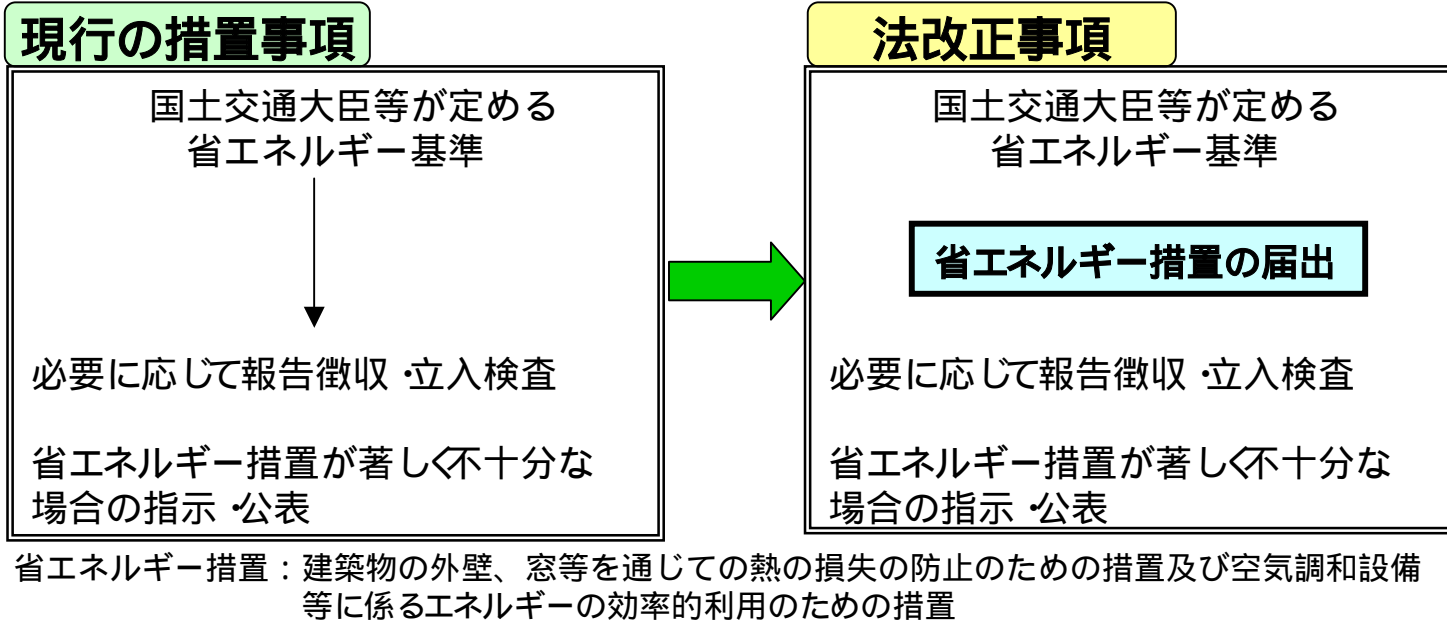 現行の措置事項
国土交通大臣等が定める
省エネルギー基準
必要に応じて報告徴収・立入検査
省エネルギー措置が著しく不十分な
場合の指示・公表
法改正事項
国土交通大臣等が定める
省エネルギー基準
省エネルギー措置の届出
必要に応じて報告徴収・立入検査
省エネルギー措置が著しく不十分な
場合の指示・公表
省エネルギー措置：建築物の外壁、窓等を通じての熱の損失の防止のための措置及び空気調和設備
等に係るエネルギーの効率的利用のための措置